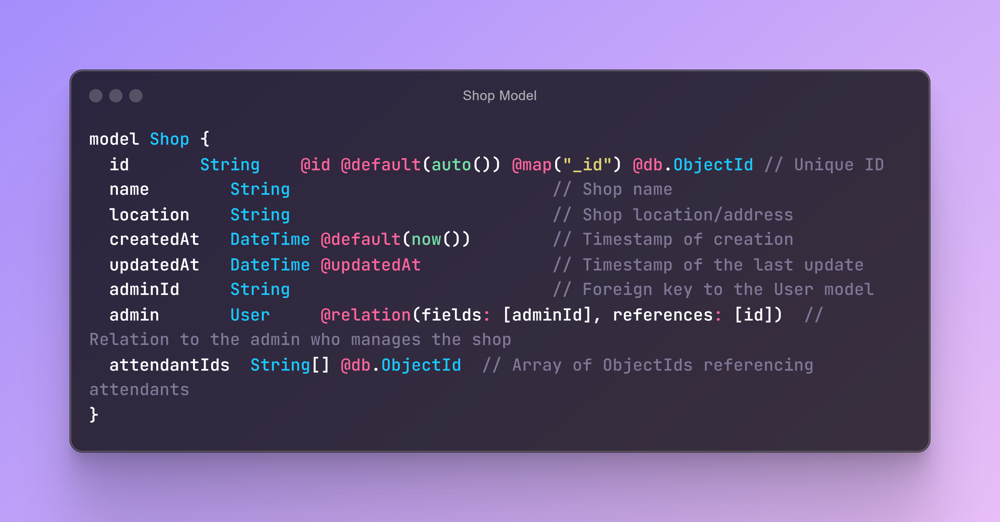 Shop Model
model Shop {
  id       String    @id @default(auto()) @map("_id") @db.ObjectId // Unique ID
  name        String                          // Shop name
  location    String                          // Shop location/address
  createdAt   DateTime @default(now())        // Timestamp of creation
  updatedAt   DateTime @updatedAt             // Timestamp of the last update
  adminId     String                          // Foreign key to the User model
  admin       User     @relation(fields: [adminId], references: [id])  //
Relation to the admin who manages the shop
  attendantIds  String[] @db.ObjectId  // Array of ObjectIds referencing
attendants
}